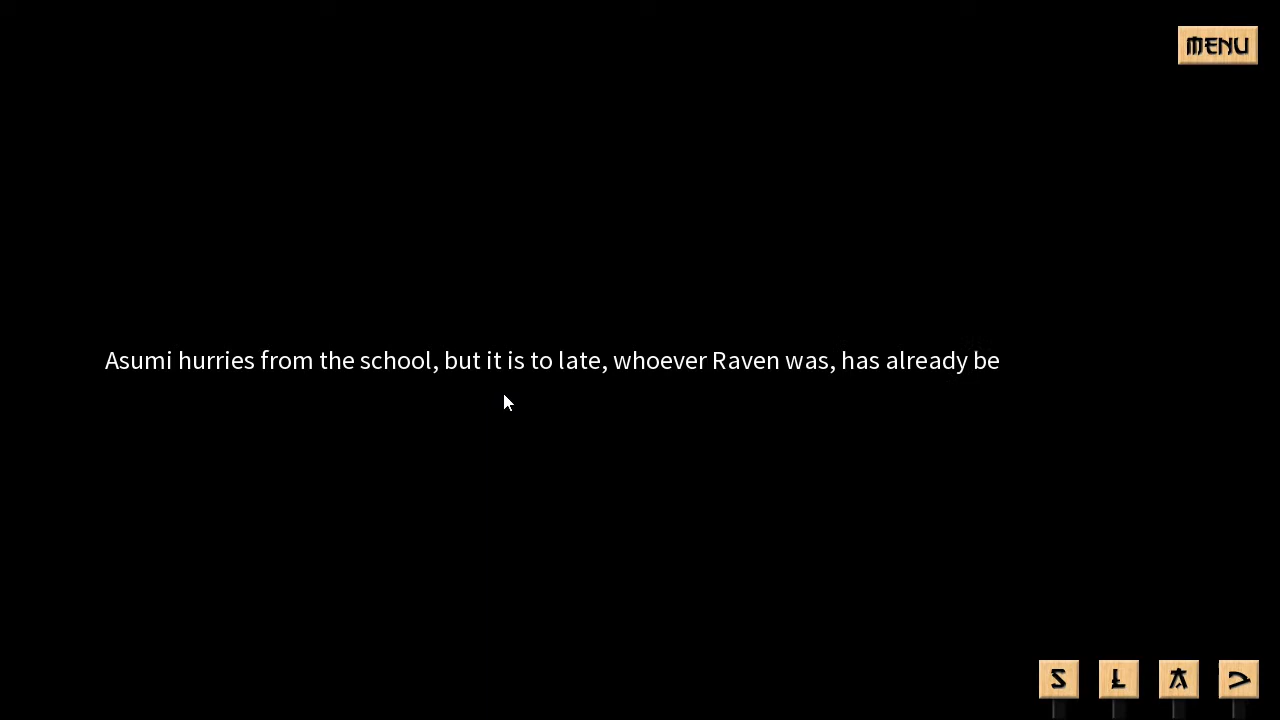 MENU
Asumi hurries from the school, but it is to late, whoever Raven was, has already be
S L A >